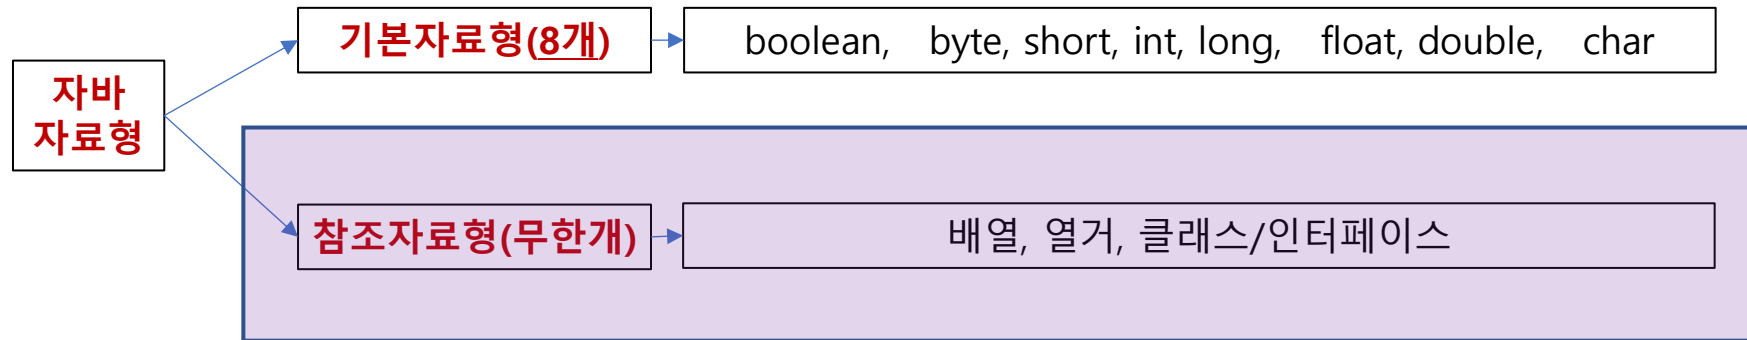 자바
자료형
기본자료형(8개)
boolean, byte, short, int, long, float, double, char
참조자료형(무한개)
배열, 열거, 클래스/인터페이스